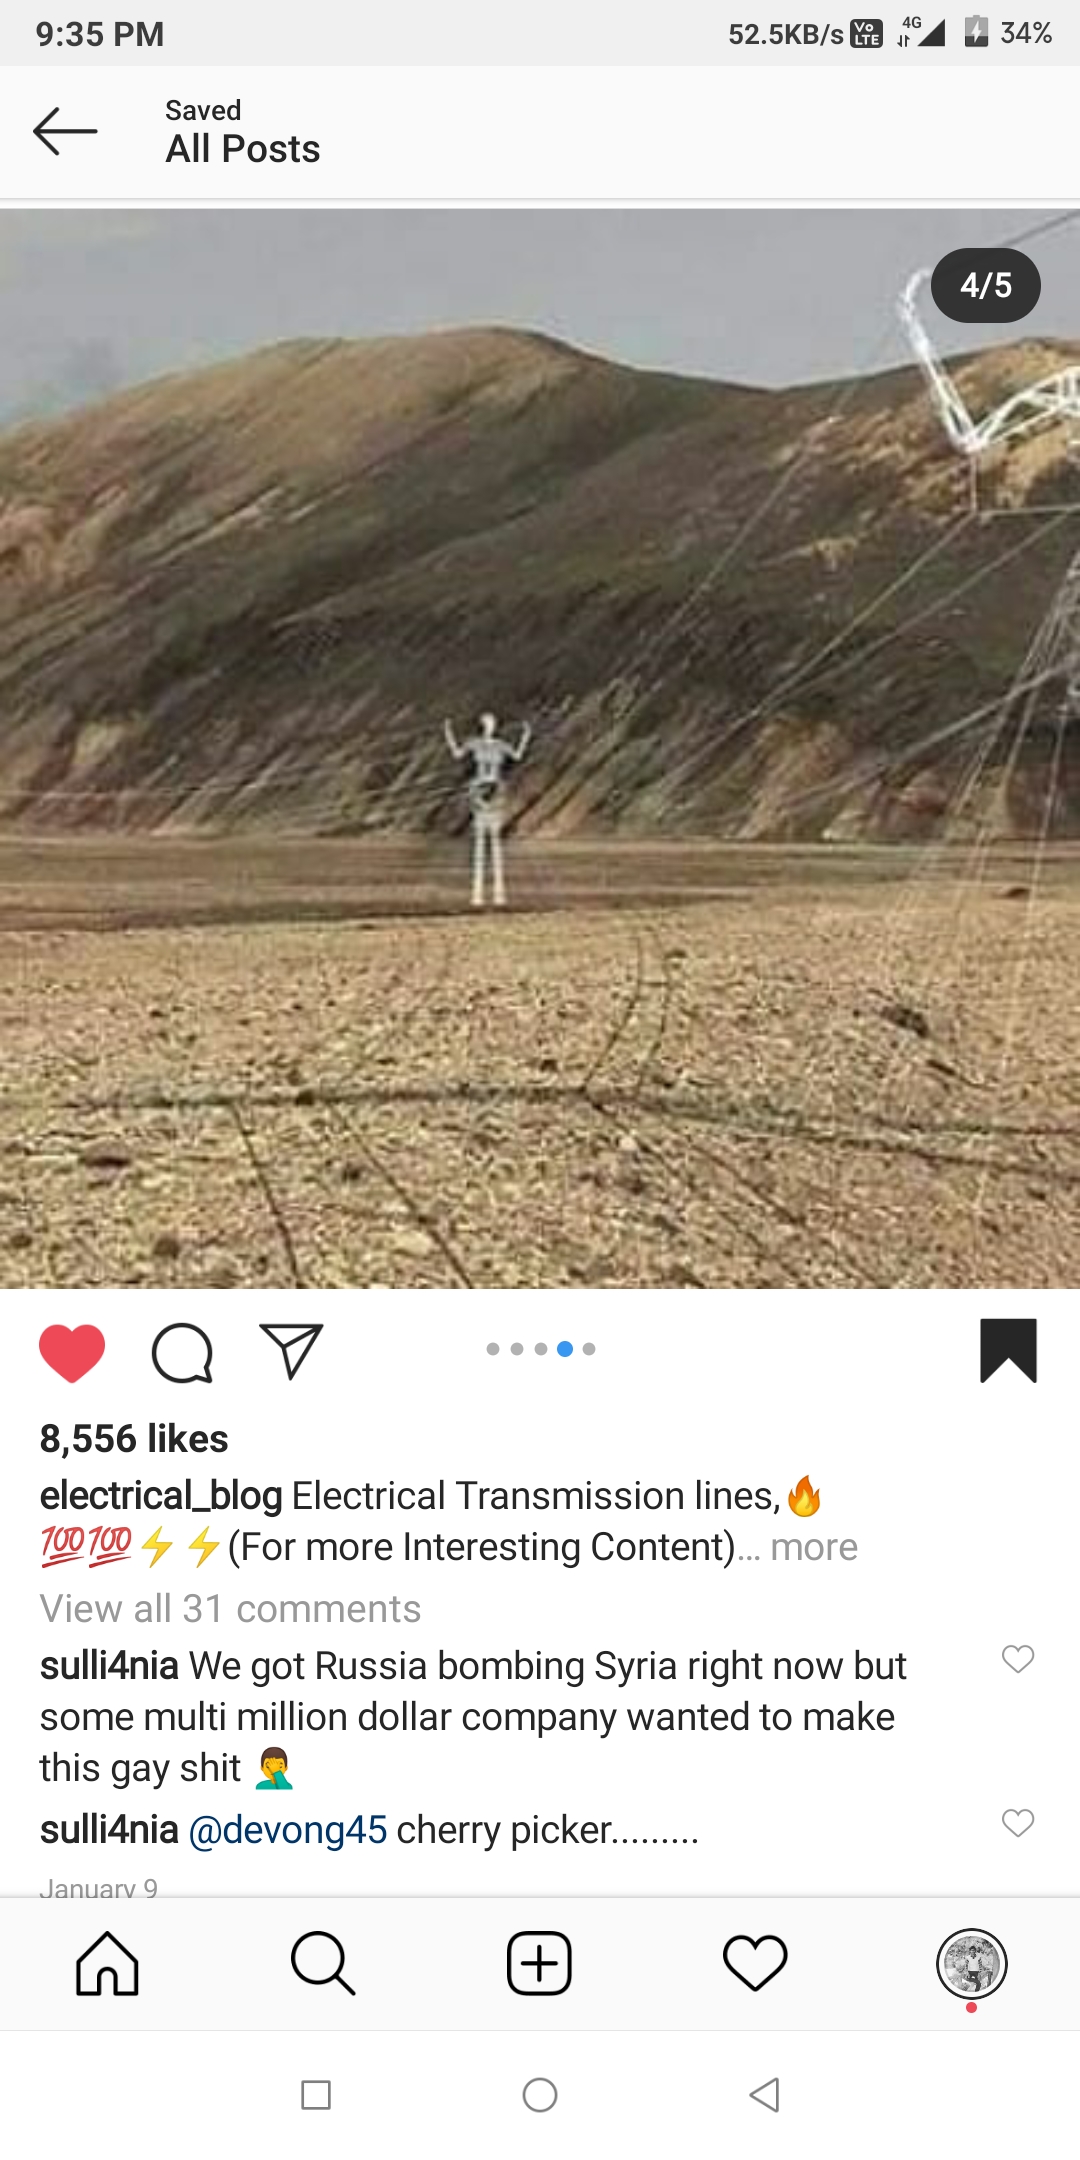 9:35 PM
52.5KB/s Vo LTE 4G 34%
Saved
All Posts
4/5
8,556 likes
electrical_blog Electrical Transmission lines,🔥
💯💯⚡⚡(For more Interesting Content)... more
View all 31 comments
sulli4nia We got Russia bombing Syria right now but
some multi million dollar company wanted to make
this gay shit 🤦‍♂️
sulli4nia @devong45 cherry picker.........
January 9